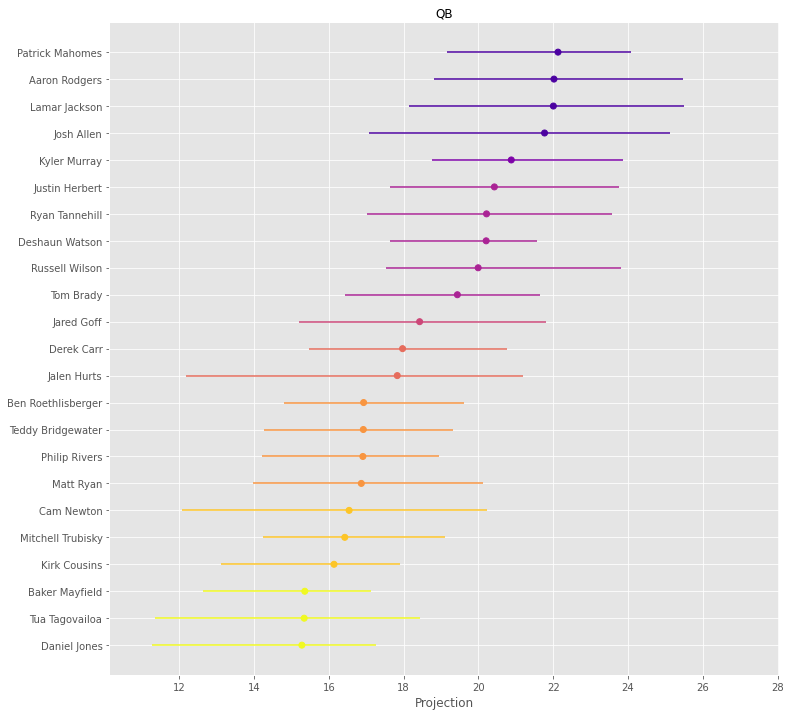 QB
Patrick Mahomes
Aaron Rodgers
Lamar Jackson
Josh Allen
Kyler Murray
Justin Herbert
Ryan Tannehill
Deshaun Watson
Russell Wilson
Tom Brady
Jared Goff
Derek Carr
Jalen Hurts
Ben Roethlisberger
Teddy Bridgewater
Philip Rivers
Matt Ryan
Cam Newton
Mitchell Trubisky
Kirk Cousins
Baker Mayfield
Tua Tagovailoa
Daniel Jones
12 14 16 18 20 22 24 26 28
Projection